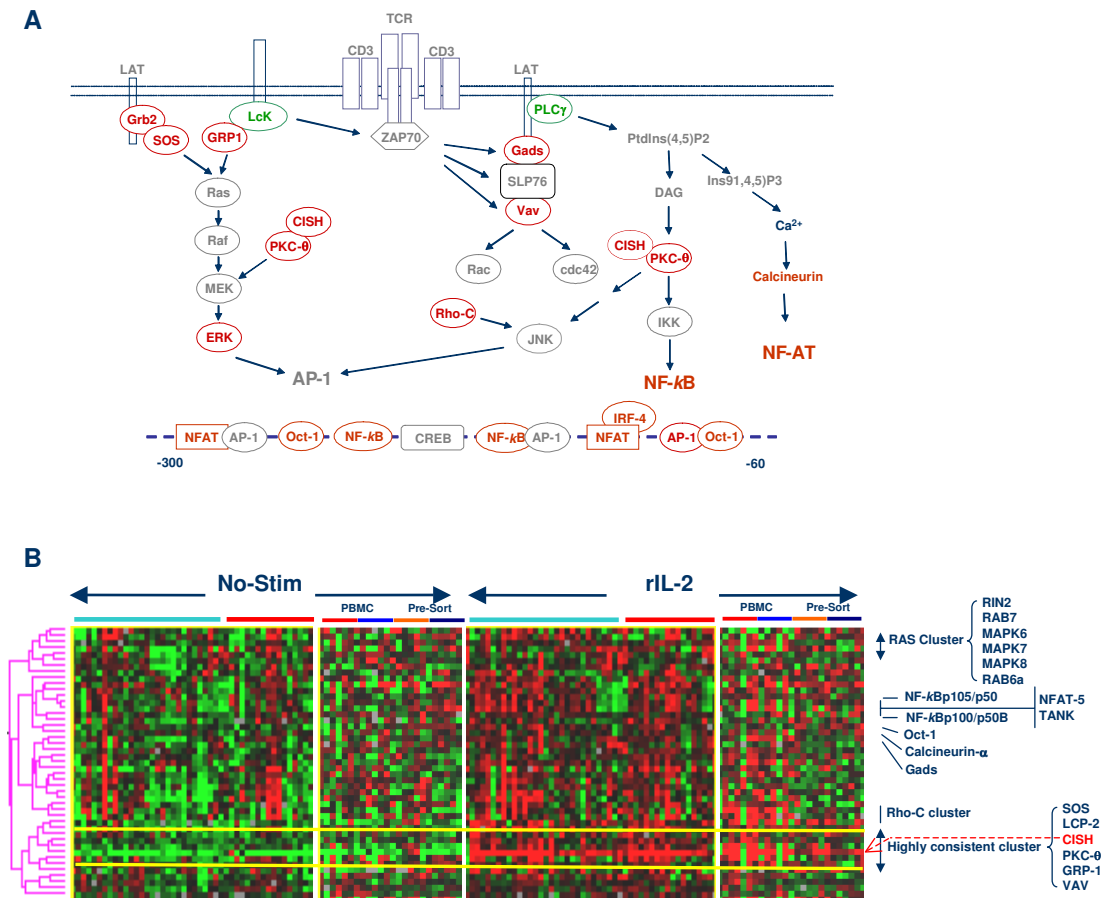 A
TCR
CD3
CD3
LAT
LAT
Grb2
SOS
GRP1
LcK
ZAP70
PLCγ
Gads
SLP76
Vav
PtdIns(4,5)P2
Ins91,4,5)P3
DAG
Ca2+
Ras
Raf
CISH
PKC-θ
MEK
ERK
Rac
cdc42
CISH
PKC-θ
Calcineurin
Rho-C
JNK
IKK
AP-1
NF-kB
NF-AT
NFAT
AP-1
Oct-1
NF-kB
CREB
NF-kB
AP-1
IRF-4
NFAT
AP-1
Oct-1
-300
-60
B
No-Stim
rIL-2
PBMC
Pre-Sort
PBMC
Pre-Sort
RAS Cluster
RIN2
RAB7
MAPK6
MAPK7
MAPK8
RAB6a
NF-kBp105/p50
NFAT-5
TANK
NF-kBp100/p50B
Oct-1
Calcineurin-α
Gads
Rho-C cluster
Highly consistent cluster
SOS
LCP-2
CISH
PKC-θ
GRP-1
VAV